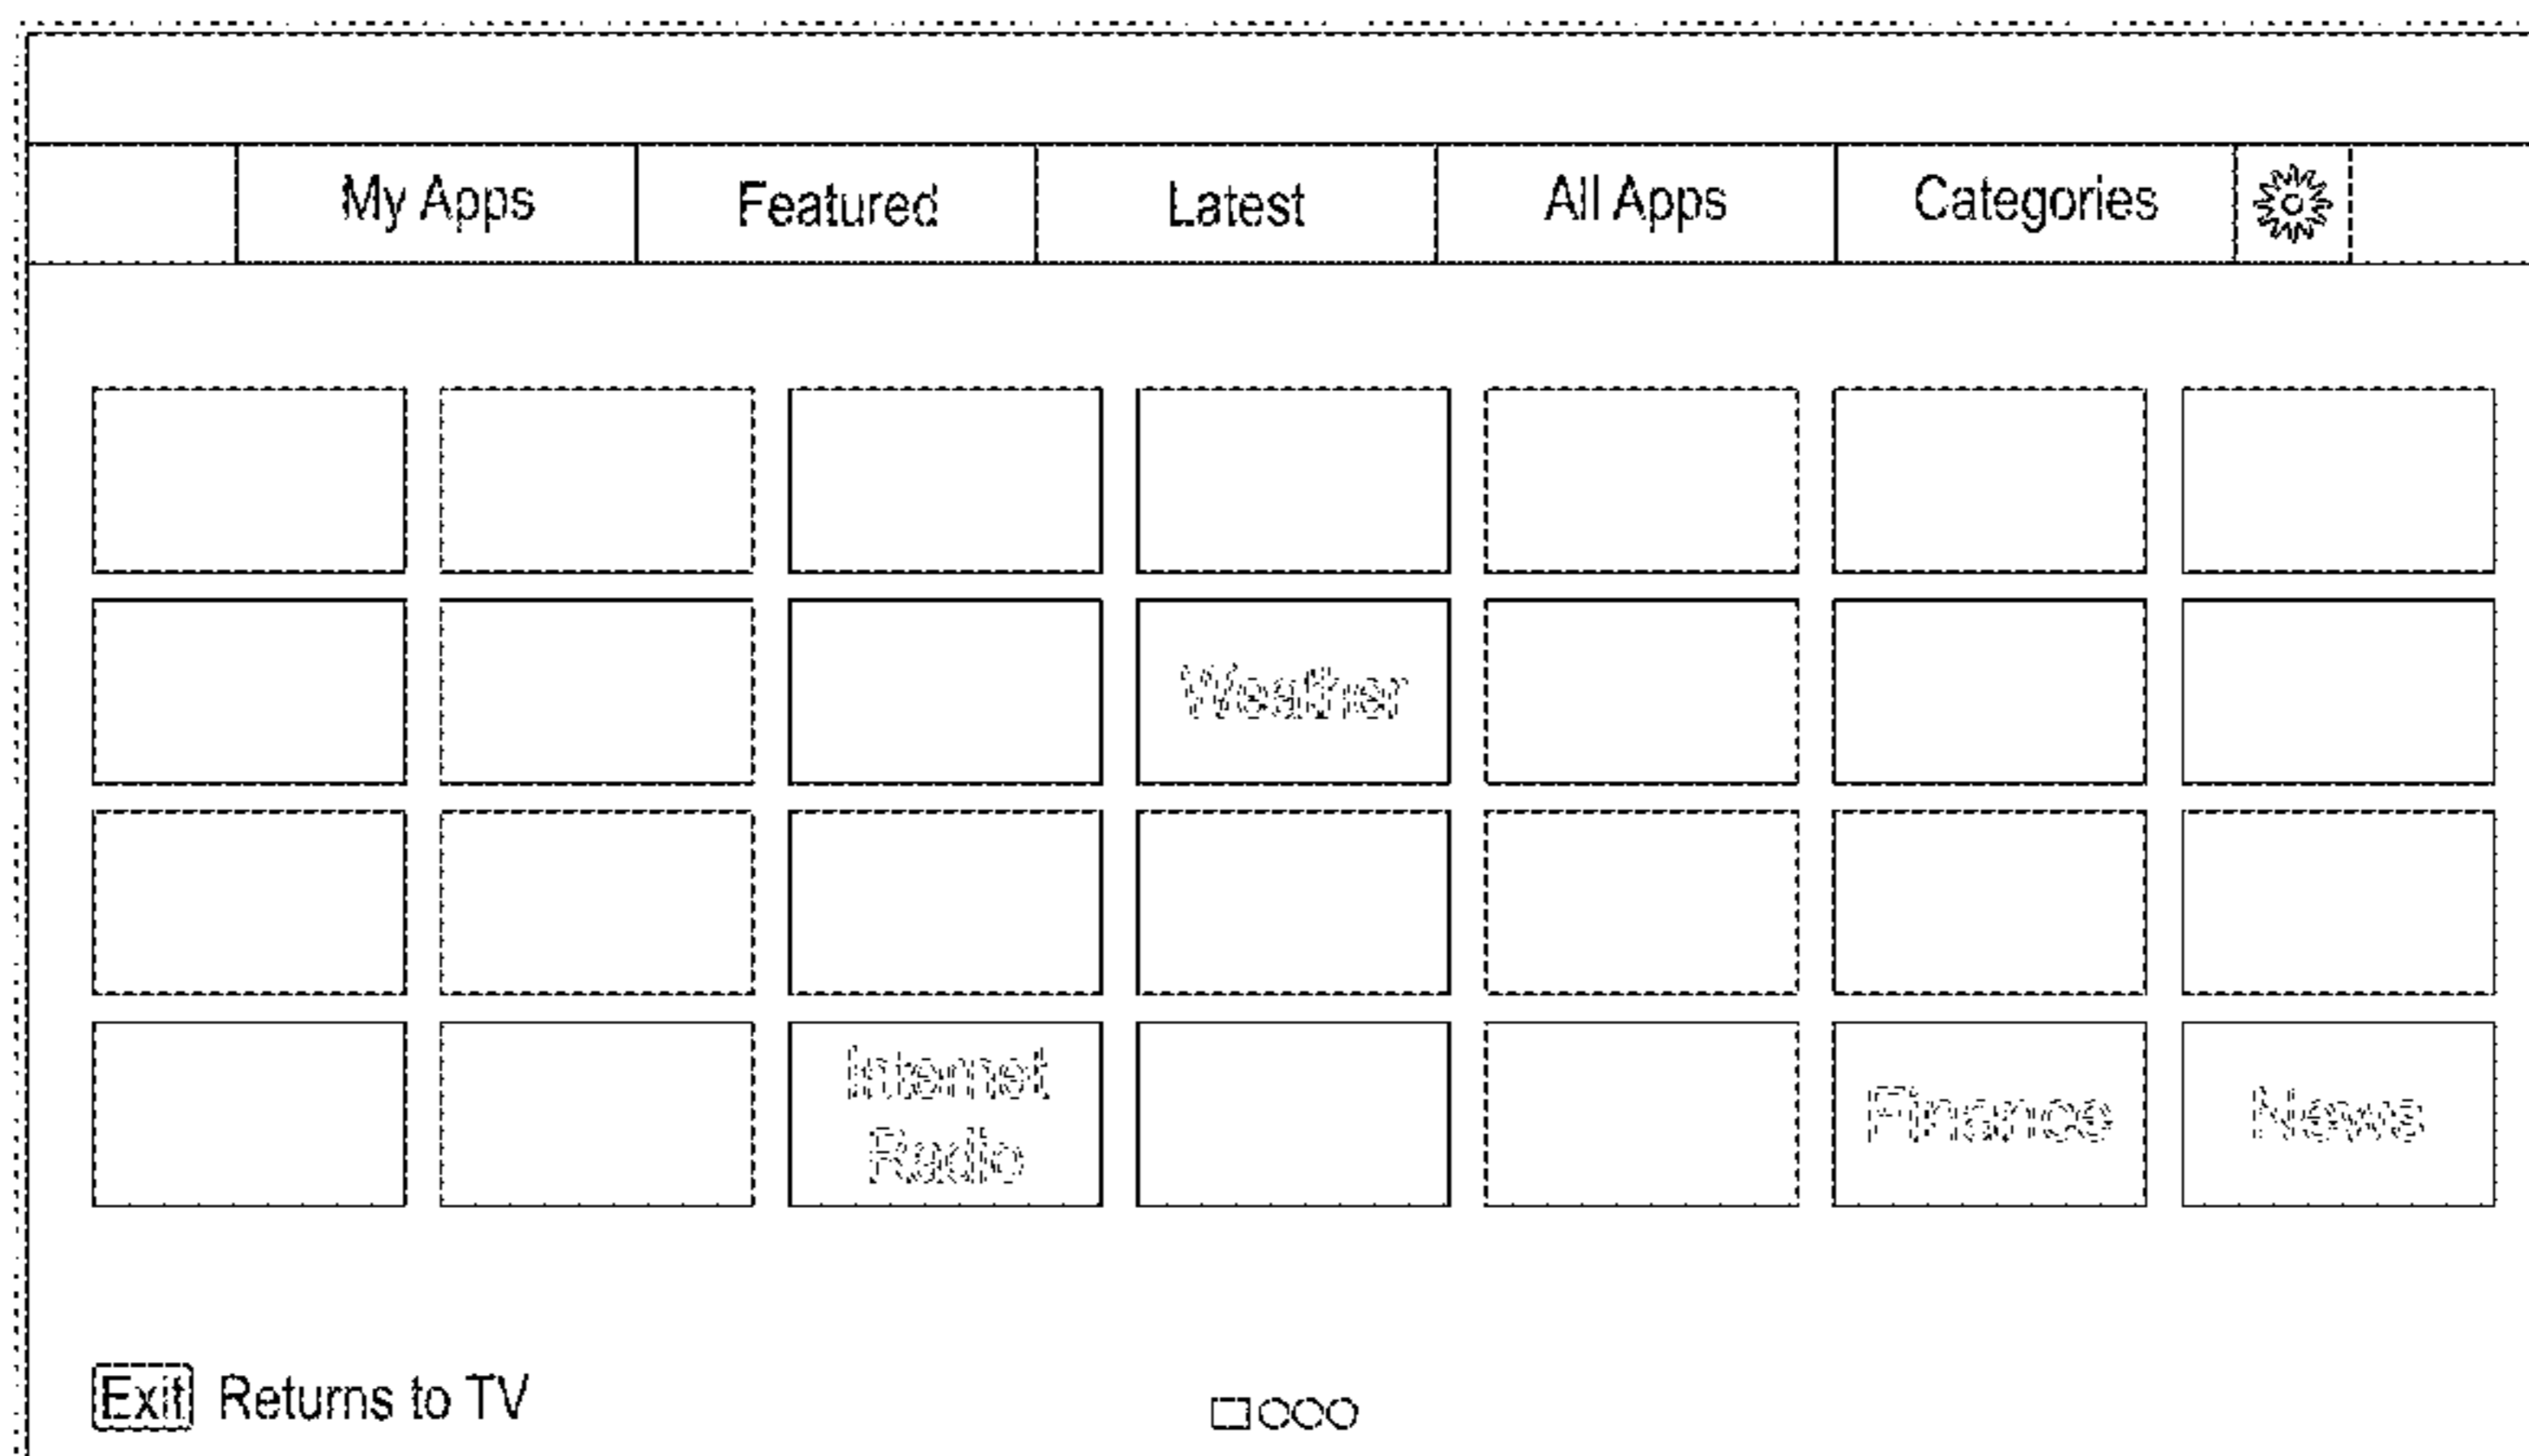 My Apps Featured Latest All Apps Categories
Weather
Internet
Radio
Finance News
Exit Returns to TV